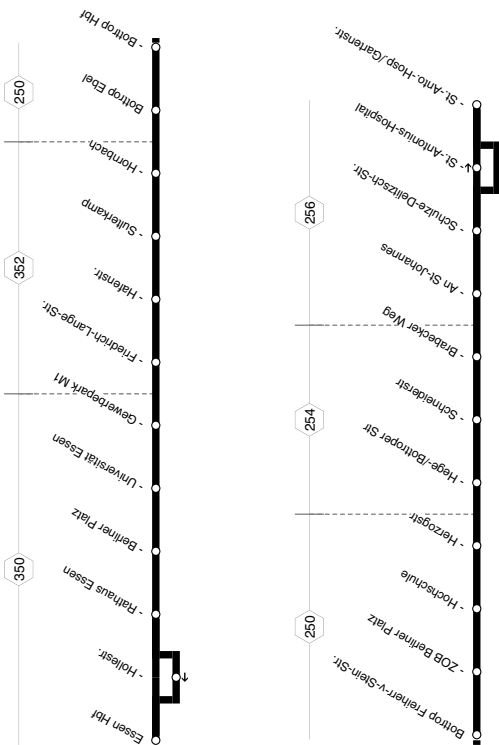 - Bottrop Hbf
Bottrop Ebel
- Hornbach
- Sulterkamp
- Hafenstr.
- Friedrich-Lange-Str.
- Gewerbepark M1
- Universität Essen
- Berliner Platz
- Rathaus Essen
- Hollestr.
Essen Hbf
250
352
350
- St.-Anto.-Hosp./Gartenstr.
- St.-Antonius-Hospital
- Schulze-Delitzsch-Str.
- An St-Johannes
- Brabecker Weg
- Schneiderstr
- Hege-/Bottroper Str
- Herzogstr
- Hochschule
- ZOB Berliner Platz
Bottrop Freiherr-v-Stein-Str.
256
254
250